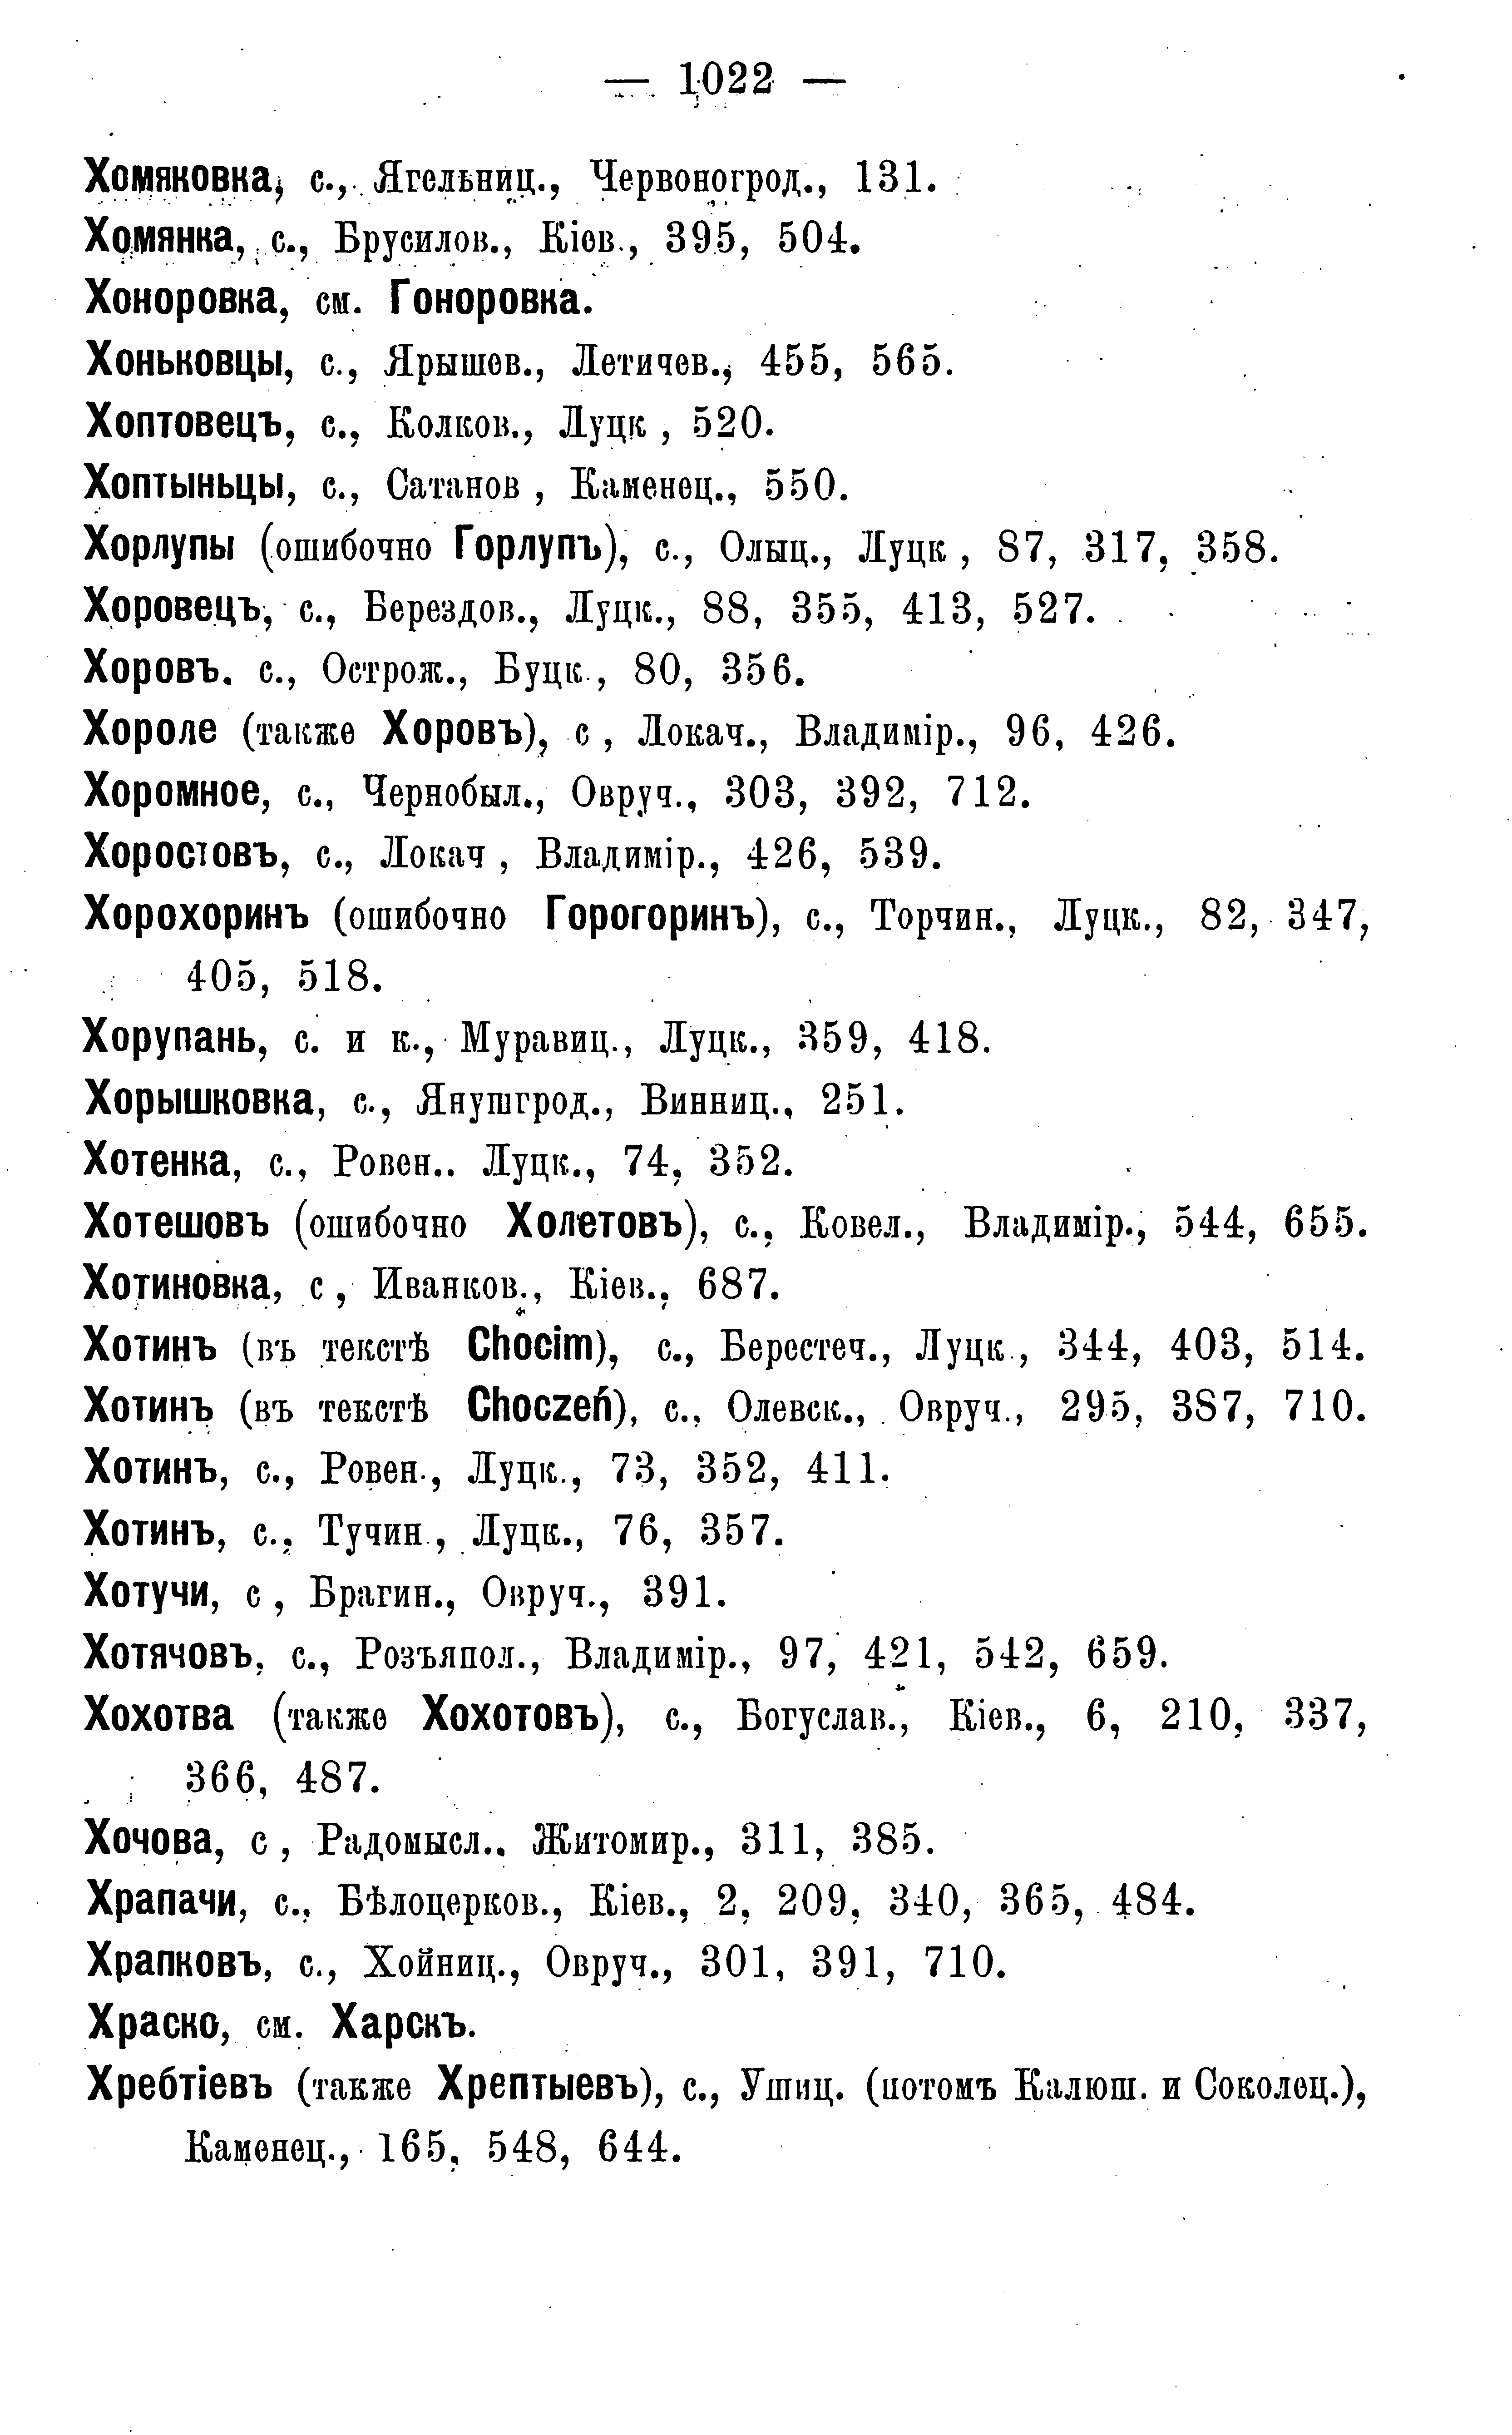 — 1022 —
Хомяковка, с., Ягельниц., Червоногрод., 131.
Хомянка, с., Брусилов., Кіев., 395, 504.
Хоноровка, см. Гоноровка.
Хоньковцы, с., Ярышев., Летичев., 455, 565.
Хоптовецъ, с., Колков., Луцк , 520.
Хоптыньцы, с., Сатанов , Каменец., 550.
Хорлупы (ошибочно Горлупъ), с., Олыц., Луцк , 87, 317, 358.
Хоровецъ, с., Берездов., Луцк., 88, 355, 413, 527.
Хоровъ. с., Острож., Буцк., 80, 356.
Хороле (также Хоровъ), с , Локач., Владимір., 96, 426.
Хоромное, с., Чернобыл., Овруч., 303, 392, 712.
Хоростовъ, с., Локач , Владимір., 426, 539.
Хорохоринъ (ошибочно Горогоринъ), с., Торчин., Луцк., 82, 347,
405, 518.
Хорупань, с. и к., Муравиц., Луцк., 359, 418.
Хорышковка, с., Янушгрод., Винниц., 251.
Хотенка, с., Ровен.. Луцк., 74, 352.
Хотешовъ (ошибочно Холетовъ), с., Ковел., Владимір., 544, 655.
Хотиновка, с , Иванков., Кіев., 687.
Хотинъ (въ текстѣ Chocim), с., Берестеч., Луцк., 344, 403, 514.
Хотинъ (въ текстѣ Choczeń), с., Олевск., Овруч., 295, 387, 710.
Хотинъ, с., Ровен., Луцк., 73, 352, 411.
Хотинъ, с., Тучин., Луцк., 76, 357.
Хотучи, с , Брагин., Овруч., 391.
Хотячовъ, с., Розъяпол., Владимір., 97, 421, 542, 659.
Хохотва (также Хохотовъ), с., Богуслав., Кіев., 6, 210, 337,
366, 487.
Хочова, с , Радомысл., Житомир., 311, 385.
Храпачи, с., Бѣлоцерков., Кіев., 2, 209, 340, 365, 484.
Храпковъ, с., Хойниц., Овруч., 301, 391, 710.
Храско, см. Харскъ.
Хребтіевъ (также Хрептыевъ), с., Ушиц. (потомъ Калюш. и Соколец.),
Каменец., 165, 548, 644.